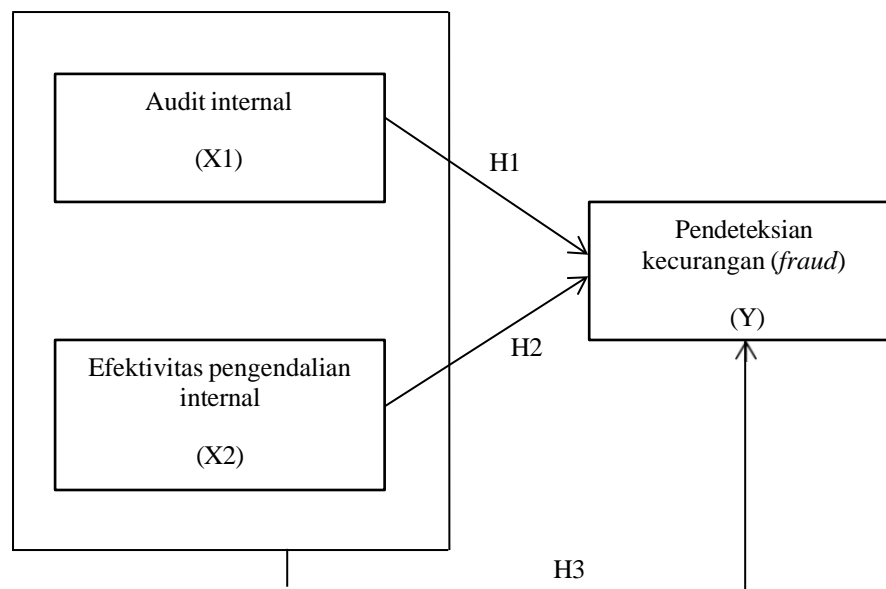 Audit internal
(X1)
H1
Pendeteksian
kecurangan (fraud)
(Y)
H2
Efektivitas pengendalian
internal
(X2)
H3